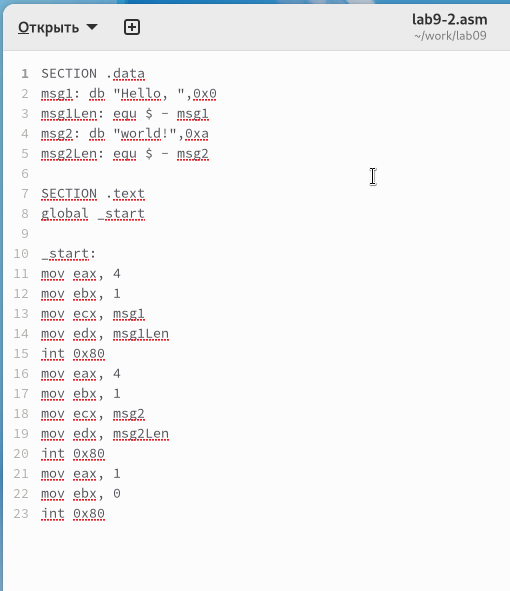 Открыть
lab9-2.asm
~/work/lab09
1 SECTION .data
2 msg1: db "Hello, ",0x0
3 msg1Len: equ $ - msg1
4 msg2: db "world!",0xa
5 msg2Len: equ $ - msg2
6
7 SECTION .text
8 global _start
9
10 _start:
11 mov eax, 4
12 mov ebx, 1
13 mov ecx, msg1
14 mov edx, msg1Len
15 int 0x80
16 mov eax, 4
17 mov ebx, 1
18 mov ecx, msg2
19 mov edx, msg2Len
20 int 0x80
21 mov eax, 1
22 mov ebx, 0
23 int 0x80